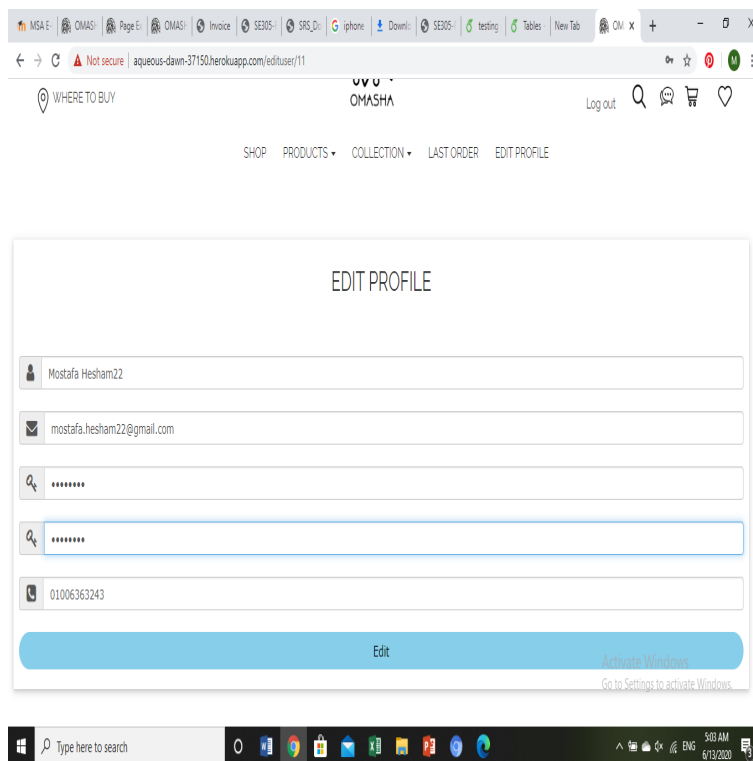 MSA E- OMASH Page Ex OMASH Invoice SE305-I SRS_Do iphone Downlo SE305-I testing Tables - New Tab OM
Not secure | aqueous-dawn-37150.herokuapp.com/edituser/11
M
WHERE TO BUY
OMASHA
Log out
SHOP PRODUCTS COLLECTION LAST ORDER EDIT PROFILE
EDIT PROFILE
Mostafa Hesham22
mostafa.hesham22@gmail.com
01006363243
Edit
Activate Windows
Go to Settings to activate Windows.
Type here to search
ENG
5:03 AM
6/13/2020